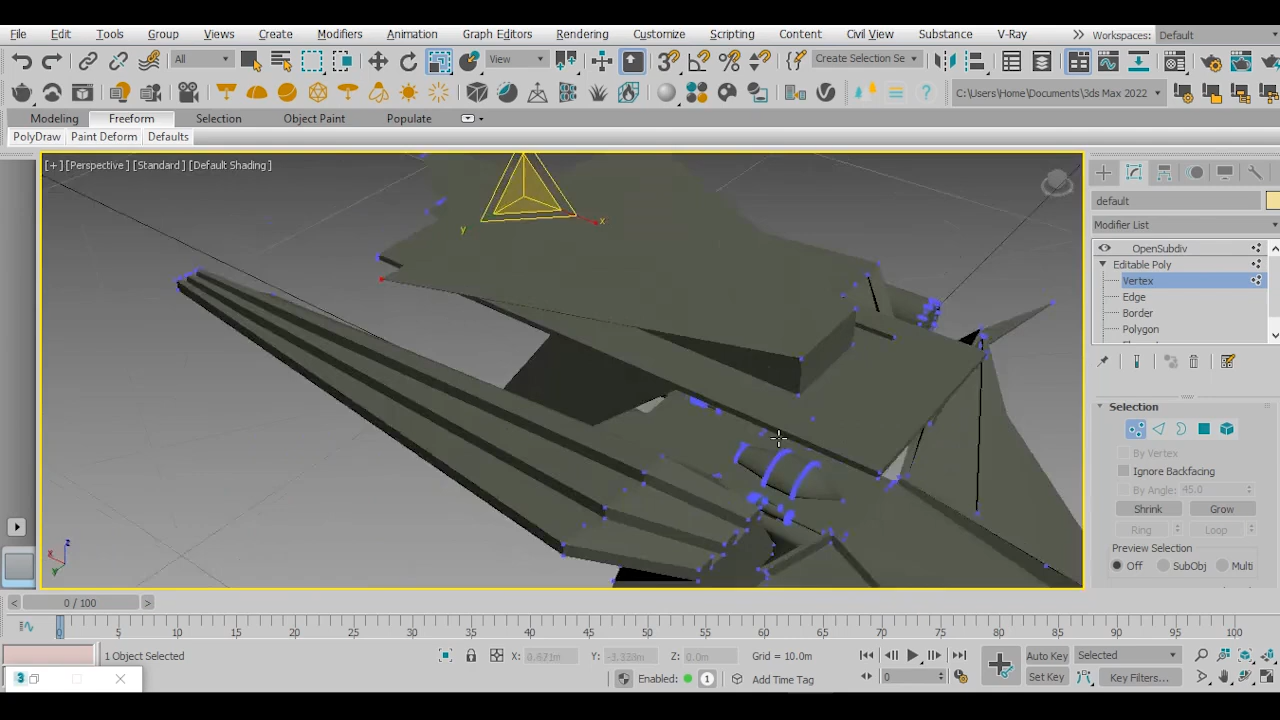 File Edit Tools Group Views Create Modifiers Animation Graph Editors Rendering Customize Scripting Content Civil View Substance V-Ray Workspaces: Default
All View Create Selection Se
C:\Users\Home\Documents\3ds Max 2022
Modeling Freeform Selection Object Paint Populate
PolyDraw Paint Deform Defaults
[+] [Perspective] [Standard] [Default Shading]
x
y
z
x
y
default
Modifier List
OpenSubdiv
Editable Poly
Vertex
Edge
Border
Polygon
Selection
By Vertex
Ignore Backfacing
By Angle: 45.0
Shrink Grow
Ring Loop
Preview Selection
Off SubObj Multi
< 0 / 100 >
0 5 10 15 20 25 30 35 40 45 50 55 60 65 70 75 80 85 90 95 100
1 Object Selected X: 0.671m Z: 0.0m Grid = 10.0m Auto Key Selected
Y:
3 Enabled: 1 Add Time Tag 0 Set Key Key Filters...